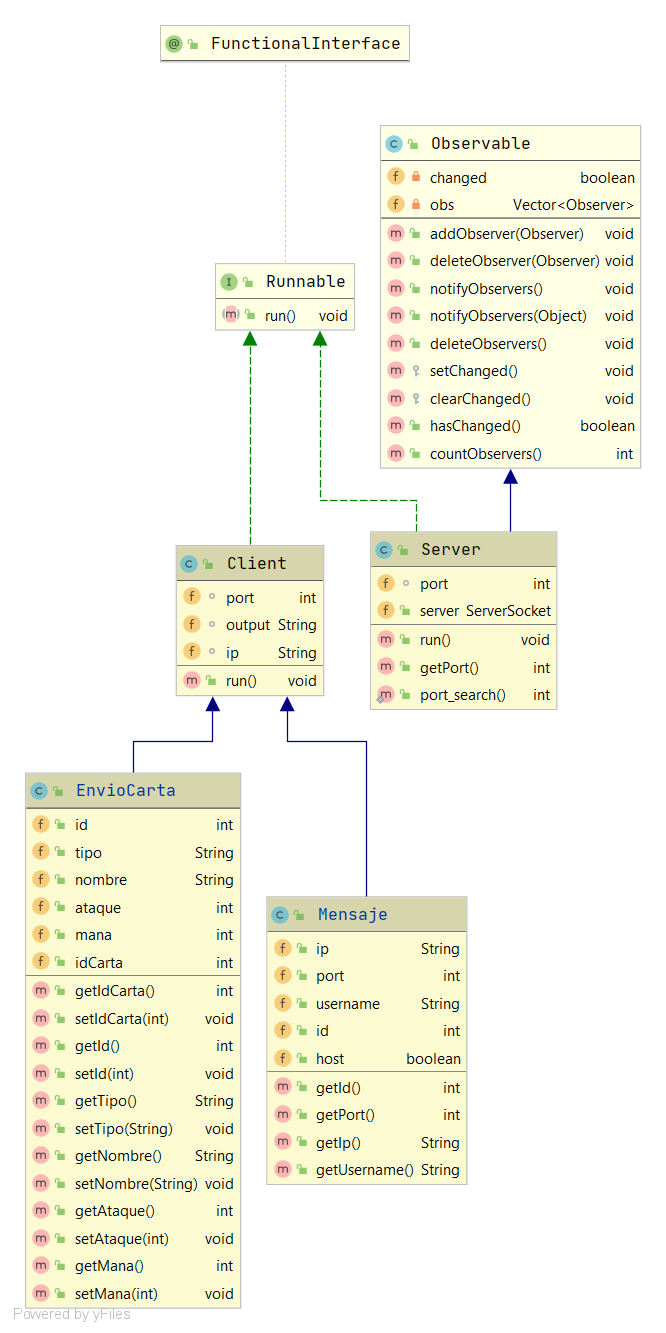 FunctionalInterface
Observable
changed boolean
obs Vector<Observer>
addObserver(Observer) void
deleteObserver(Observer) void
notifyObservers() void
notifyObservers(Object) void
deleteObservers() void
setChanged() void
clearChanged() void
hasChanged() boolean
countObservers() int
Runnable
run() void
Client
port int
output String
ip String
run() void
Server
port int
server ServerSocket
run() void
getPort() int
port_search() int
EnvioCarta
id int
tipo String
nombre String
ataque int
mana int
idCarta int
getIdCarta() int
setIdCarta(int) void
getId() int
setId(int) void
getTipo() String
setTipo(String) void
getNombre() String
setNombre(String) void
getAtaque() int
setAtaque(int) void
getMana() int
setMana(int) void
Mensaje
ip String
port int
username String
id int
host boolean
getId() int
getPort() int
getIp() String
getUsername() String
Powered by yFiles